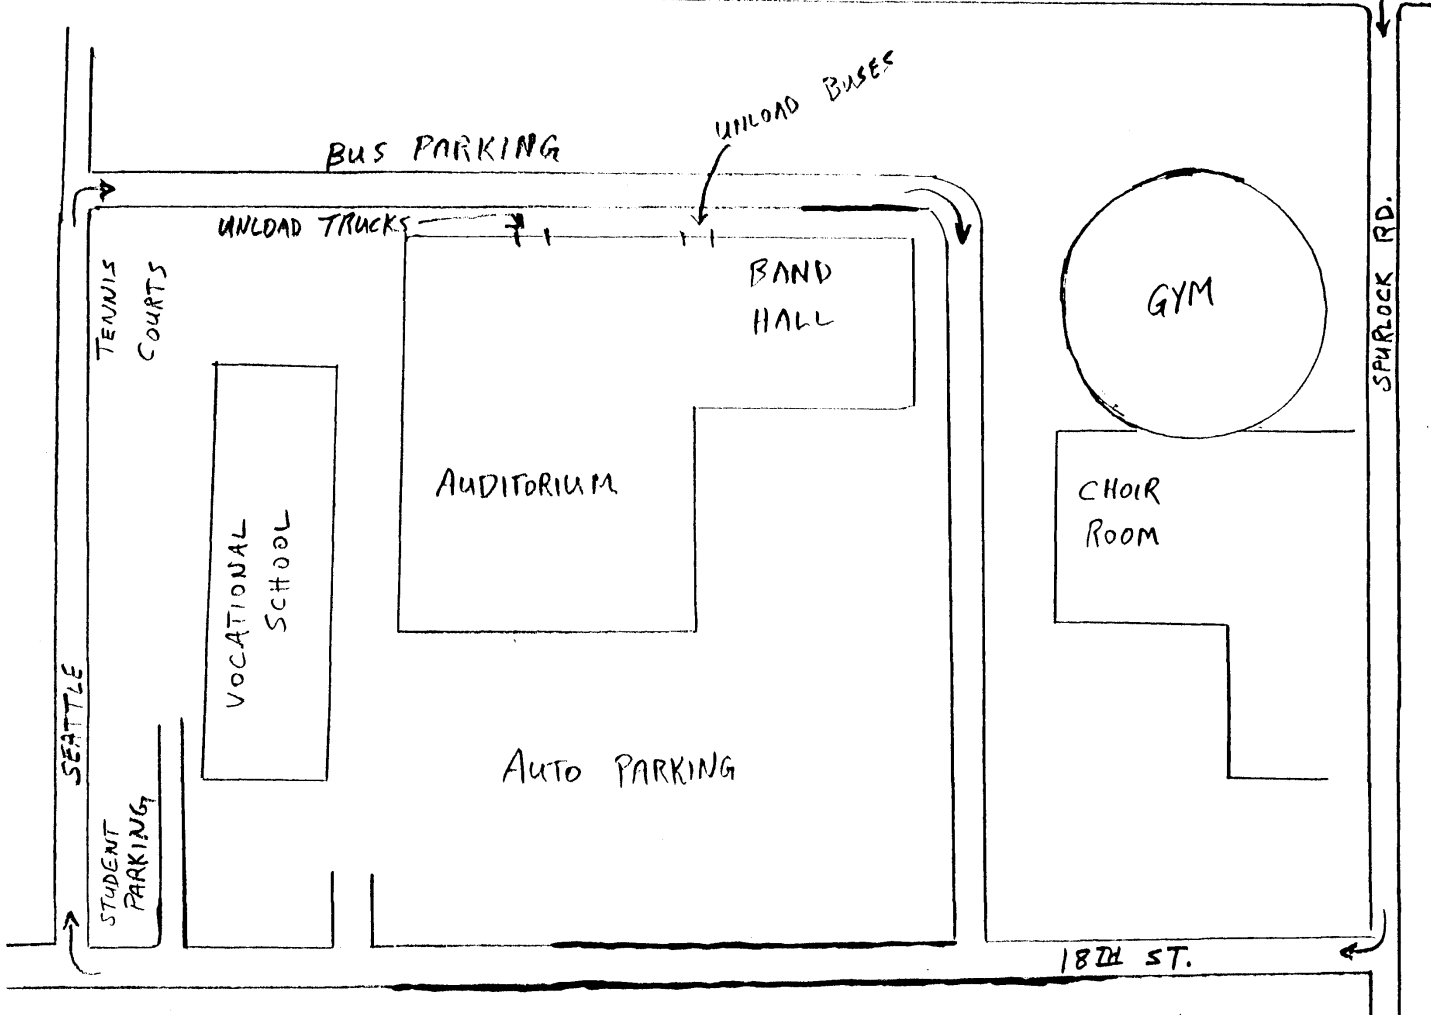 UNLOAD BUSES
BUS PARKING
UNLOAD TRUCKS
TENNIS
COURTS
BAND
HALL
GYM
SPURLOCK RD.
AUDITORIUM
CHOIR
ROOM
VOCATIONAL
SCHOOL
SEATTLE
AUTO PARKING
STUDENT
PARKING
18TH ST.